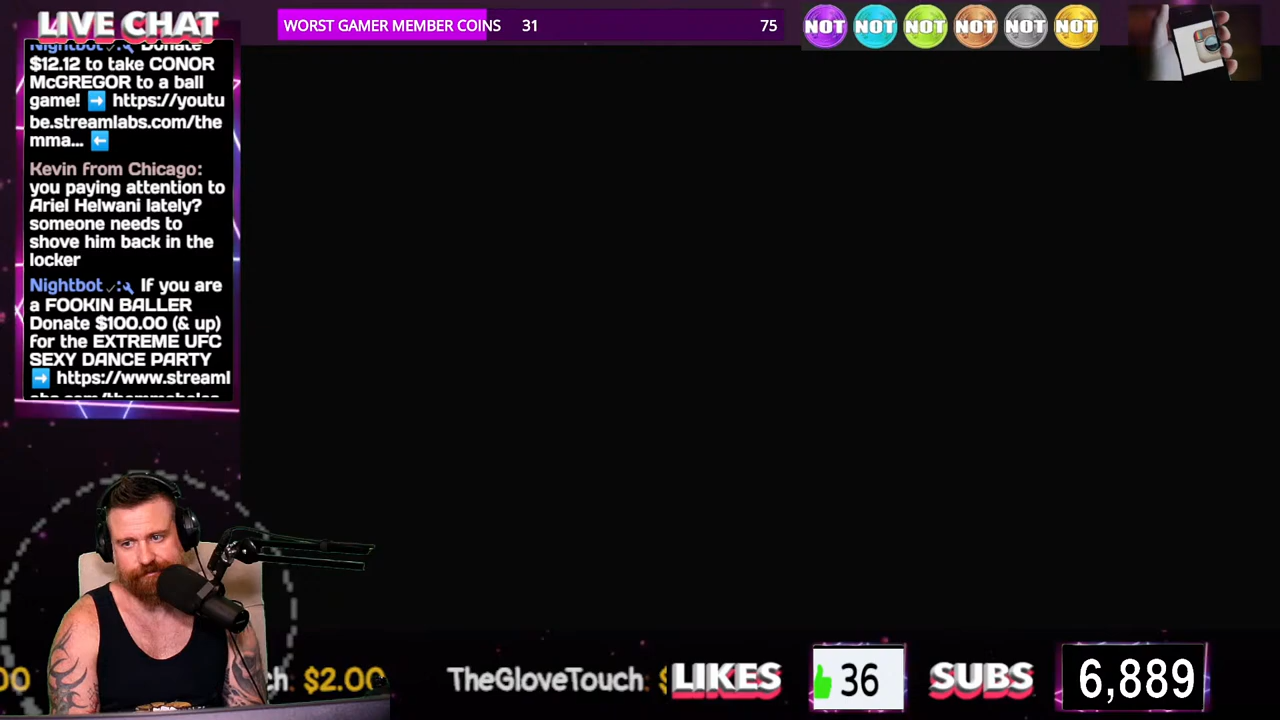 LIVE CHAT
WORST GAMER MEMBER COINS 31 75
NOT NOT NOT NOT NOT NOT
Nightbot Donate
$12.12 to take CONOR
McGREGOR to a ball
game! ➡ https://youtu
be.streamlabs.com/the
mma... ⬅
Kevin from Chicago:
you paying attention to
Ariel Helwani lately?
someone needs to
shove him back in the
locker
Nightbot : If you are
a FOOKIN BALLER
Donate $100.00 (& up)
for the EXTREME UFC
SEXY DANCE PARTY
➡ https://www.streaml
00 ch: $2.00 TheGloveTouch: $
LIKES 36 SUBS 6,889